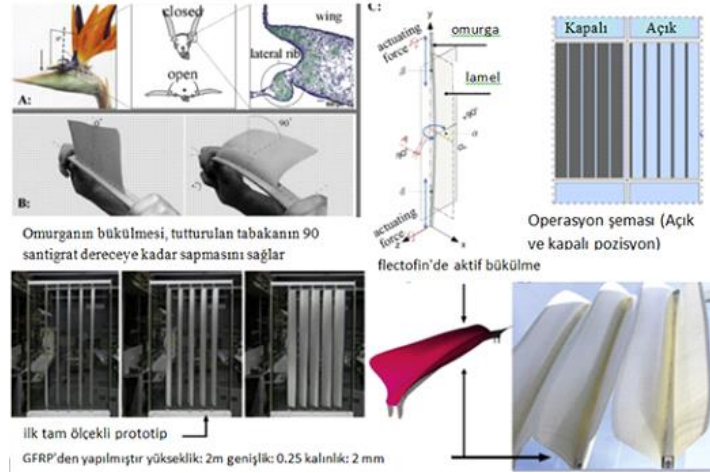 closed
open
wing
lateral rib
A:
0°
90°
B:
Omurganın bükülmesi, tutturulan tabakanın 90
santigrat dereceye kadar sapmasını sağlar
C:
y
actuating
force
omurga
lamel
90°
α
actuating
force
z
x
flectofin'de aktif bükülme
Kapalı
Açık
Operasyon şeması (Açık
ve kapalı pozisyon)
ilk tam ölçekli prototip
GFRP'den yapılmıştır yükseklik: 2m genişlik: 0.25 kalınlık: 2 mm